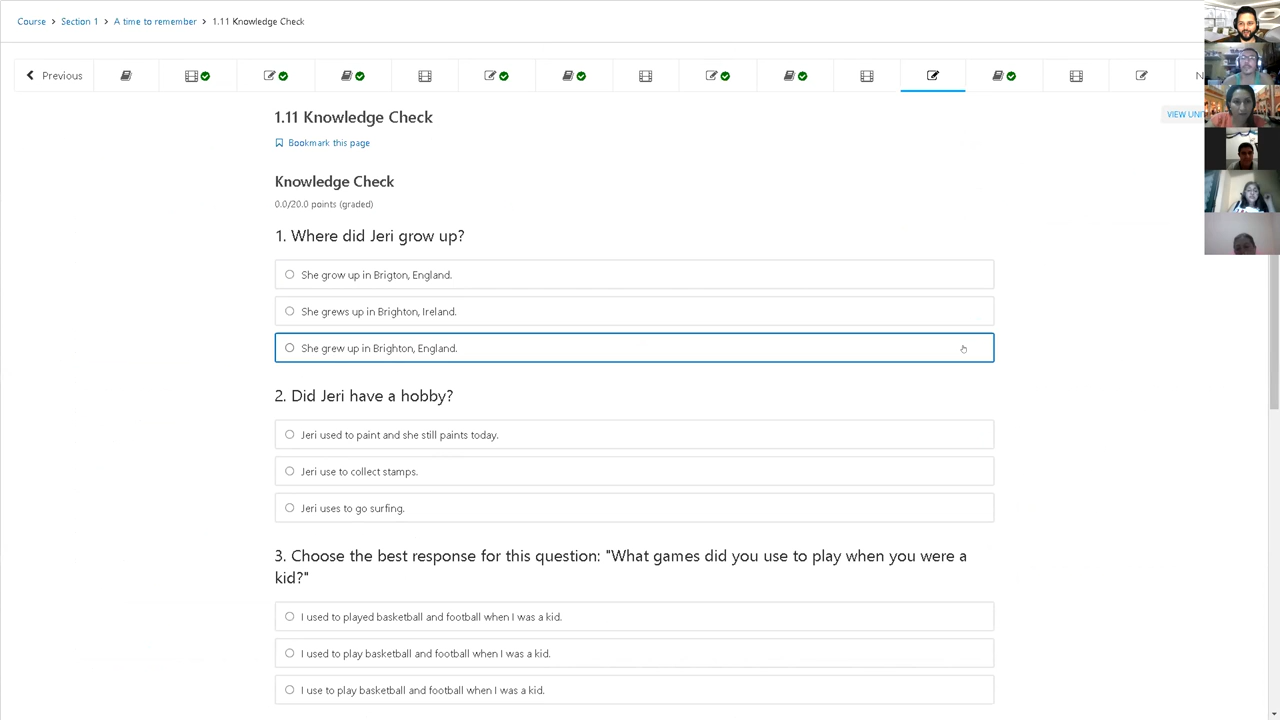 Course > Section 1 > A time to remember > 1.11 Knowledge Check
Previous
1.11 Knowledge Check
VIEW UNI
Bookmark this page
Knowledge Check
0.0/20.0 points (graded)
1. Where did Jeri grow up?
She grow up in Brigton, England.
She grews up in Brighton, Ireland.
She grew up in Brighton, England.
2. Did Jeri have a hobby?
Jeri used to paint and she still paints today.
Jeri use to collect stamps.
Jeri uses to go surfing.
3. Choose the best response for this question: "What games did you use to play when you were a
kid?"
I used to played basketball and football when I was a kid.
I used to play basketball and football when I was a kid.
I use to play basketball and football when I was a kid.